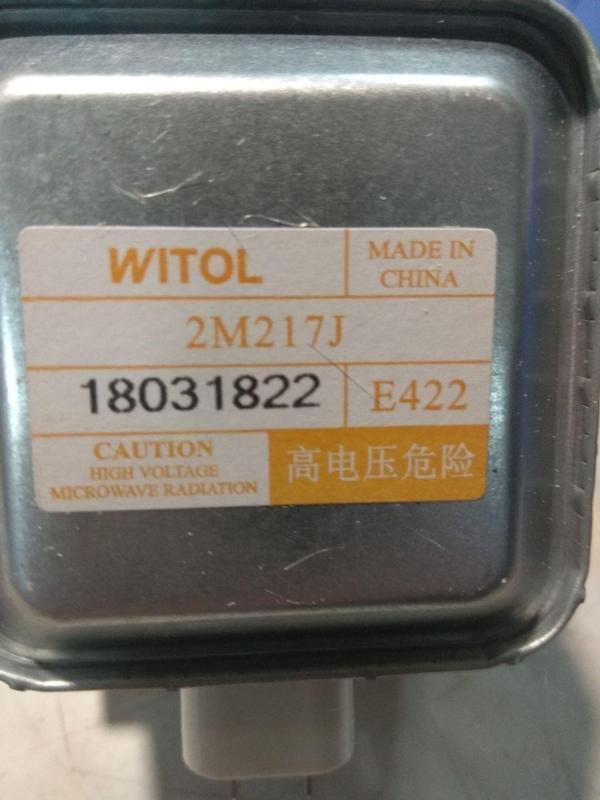 WITOL
MADE IN
CHINA
2M217J
18031822
E422
CAUTION
HIGH VOLTAGE
MICROWAVE RADIATION
高电压危险